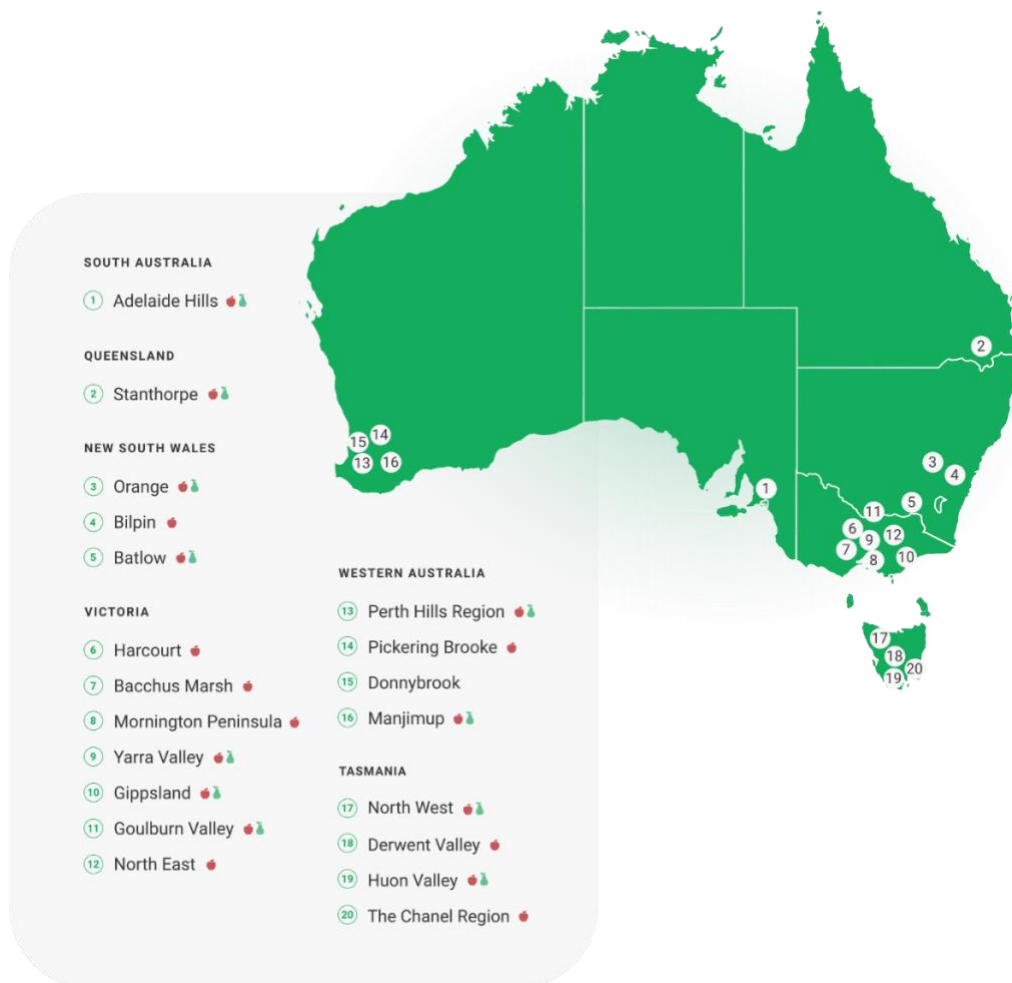 SOUTH AUSTRALIA
1 Adelaide Hills
QUEENSLAND
2 Stanthorpe
NEW SOUTH WALES
3 Orange
4 Bilpin
5 Batlow
VICTORIA
6 Harcourt
7 Bacchus Marsh
8 Mornington Peninsula
9 Yarra Valley
10 Gippsland
11 Goulburn Valley
12 North East
WESTERN AUSTRALIA
13 Perth Hills Region
14 Pickering Brooke
15 Donnybrook
16 Manjimup
TASMANIA
17 North West
18 Derwent Valley
19 Huon Valley
20 The Chanel Region
2
14
15
13
16
3
4
1
5
11
6
12
9
7
8
10
17
18
20
19